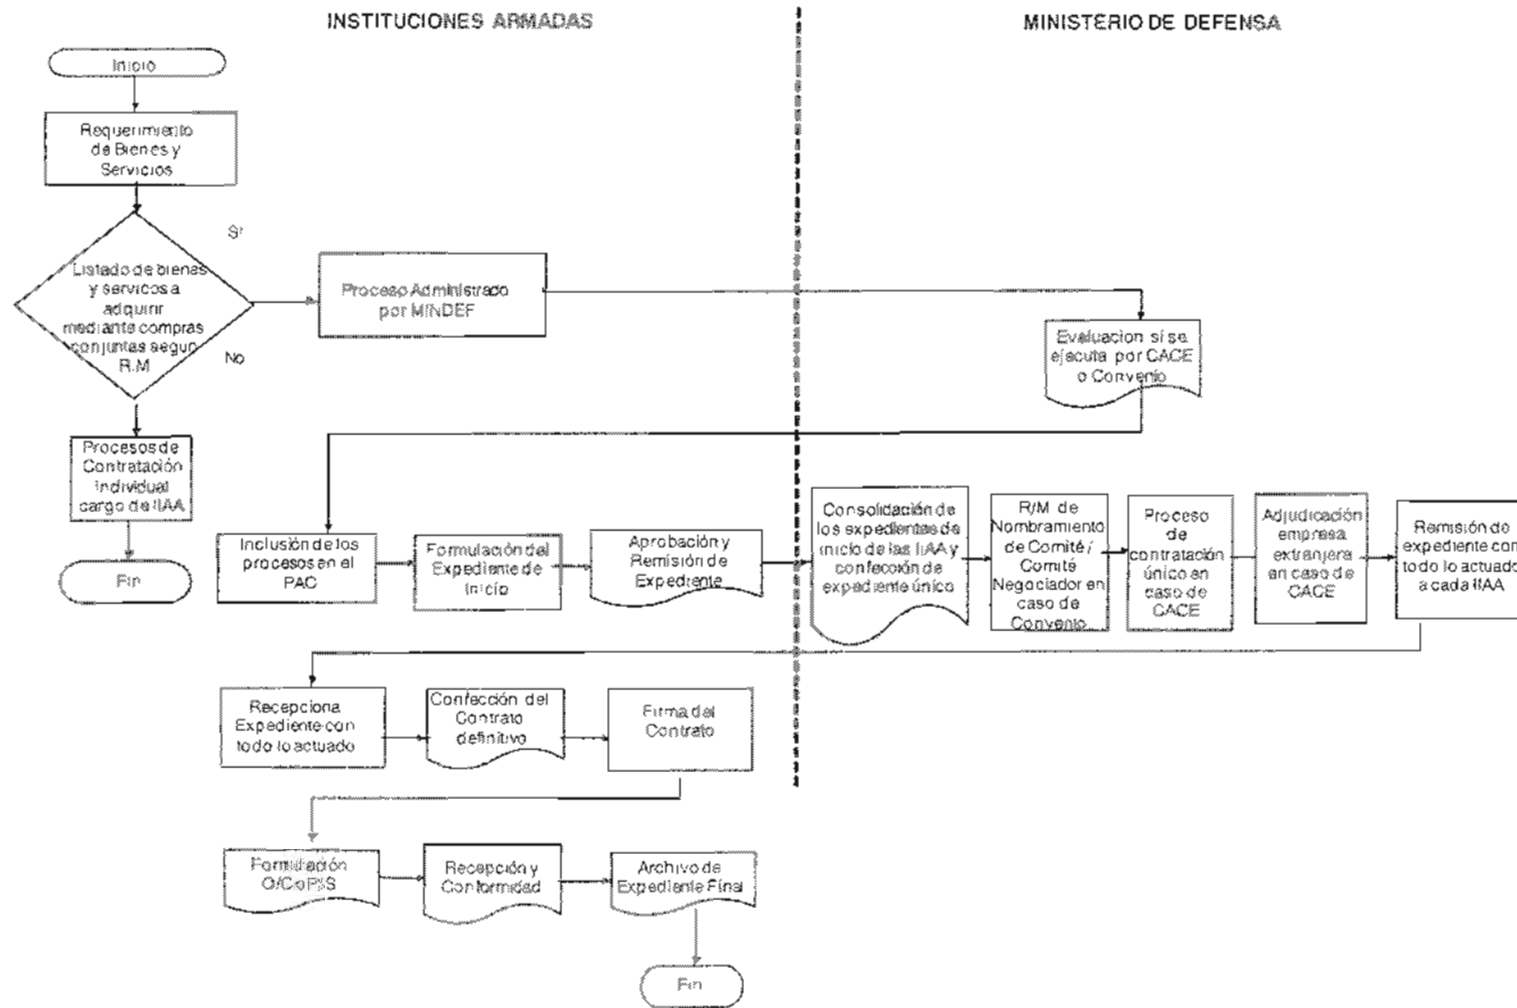 INSTITUCIONES ARMADAS
MINISTERIO DE DEFENSA
Inicio
Requerimiento
de Bienes y
Servicios
Si
Listado de bienes
y servicos a
adquirir
mediante compras
conjuntas segun
R.M
No
Proceso Administrado
por MINDEF
Evaluacion si se
ejecuta por CACE
o Convenio
Procesos de
Contratación
Individual
cargo de IIAA
Fin
Inclusión de los
procesos en el
PAC
Formulación del
Expediente de
Inicio
Aprobación y
Remisión de
Expediente
Consolidación de
los expedientes de
inicio de las IIAA y
confección de
expediente único
R/M de
Nombramiento
de Comité /
Comité
Negociador en
caso de
Convenio
Proceso
de
contratación
único en
caso de
CACE
Adjudicación
empresa
extranjera
en caso de
CACE
Remisión de
expediente con
todo lo actuado
a cada IIAA
Recepciona
Expediente con
todo lo actuado
Confección del
Contrato
definitivo
Firma del
Contrato
Formulación
Recepción y
Conformidad
Archivo de
Expediente Final
Fin